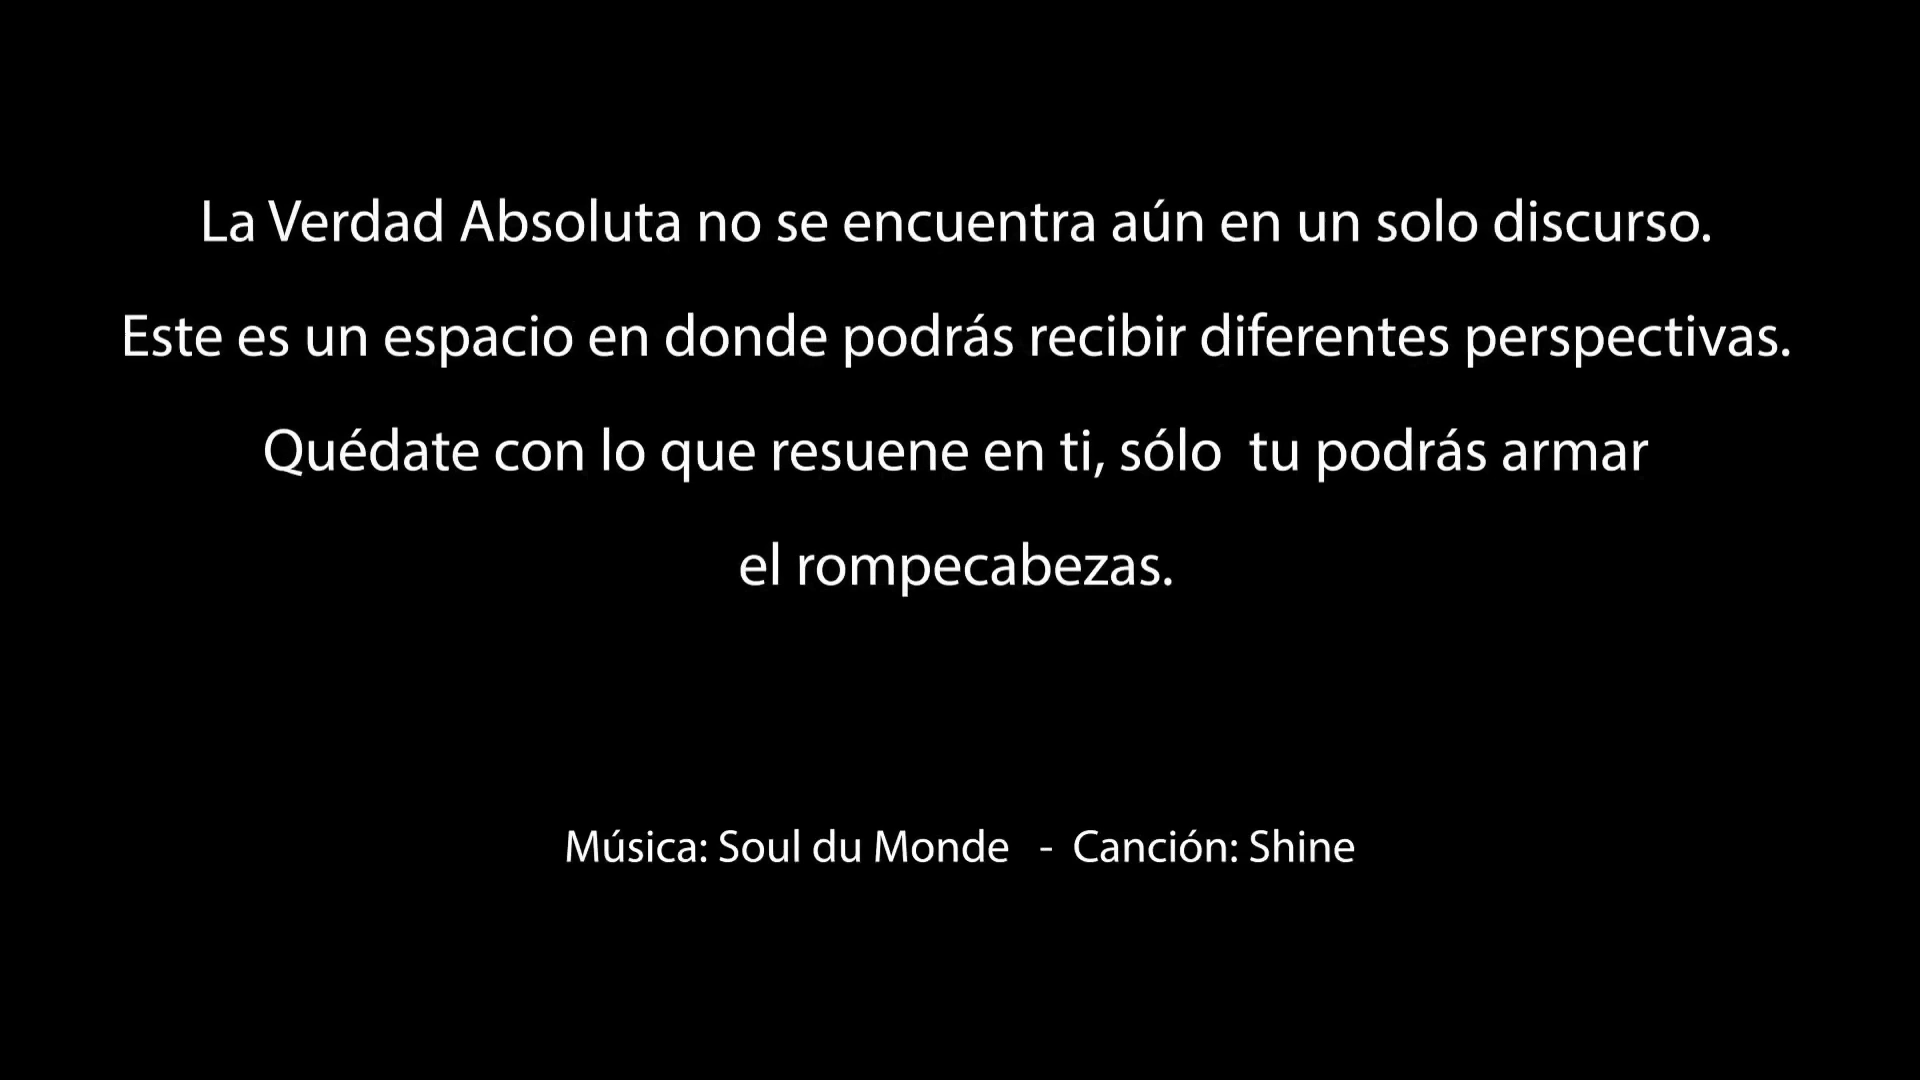 La Verdad Absoluta no se encuentra aún en un solo discurso.
Este es un espacio en donde podrás recibir diferentes perspectivas.
Quédate con lo que resuene en ti, sólo  tu podrás armar
el rompecabezas.
Música: Soul du Monde   -  Canción: Shine